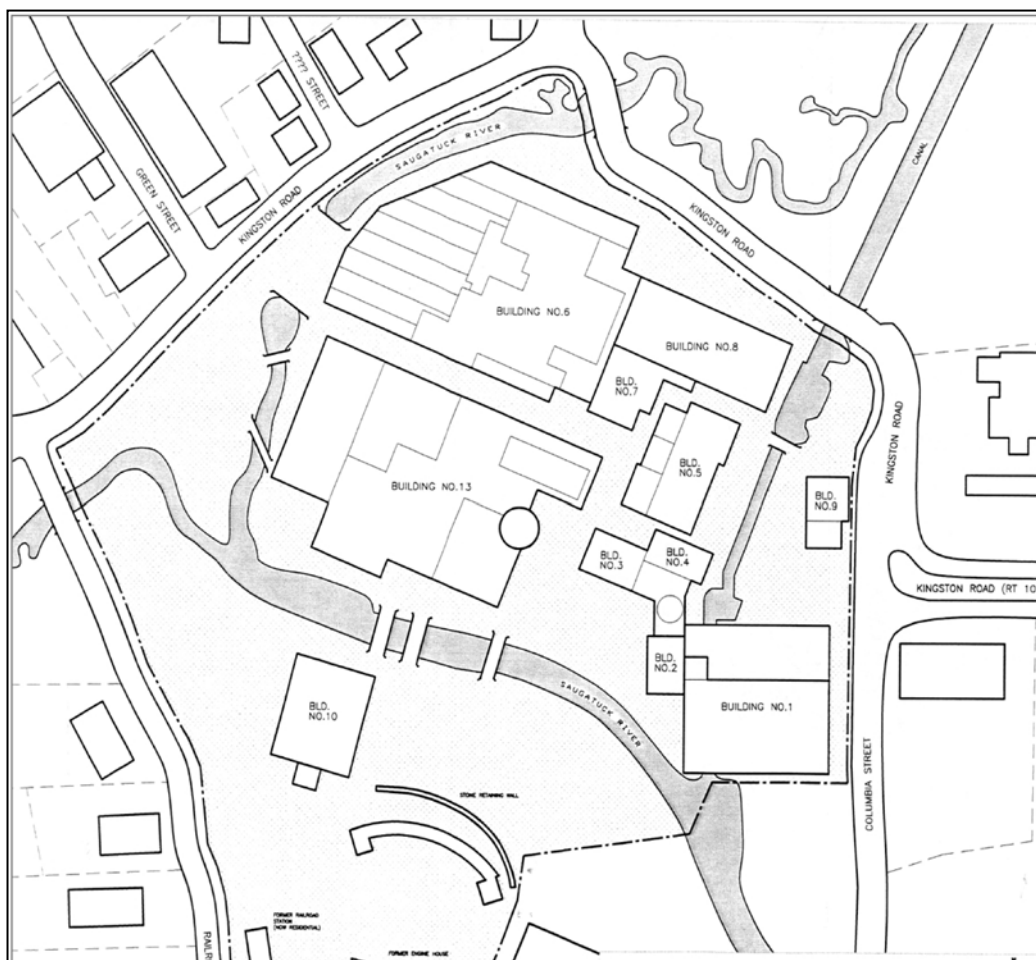 ???? STREET
SAUGATUCK RIVER
CANAL
GREEN STREET
KINGSTON ROAD
KINGSTON ROAD
BUILDING NO.6
BUILDING NO.8
BLD.
NO.7
KINGSTON ROAD
BLD.
NO.5
BUILDING NO.13
BLD.
NO.9
BLD.
NO.3
BLD.
NO.4
KINGSTON ROAD (RT 10
BLD.
NO.2
SAUGATUCK RIVER
BLD.
NO.10
BUILDING NO.1
STONE RETAINING WALL
COLUMBIA STREET
FORMER RAILROAD
STATION
(NOW RESIDENTIAL)
RAILR
FORMER ENGINE HOUSE